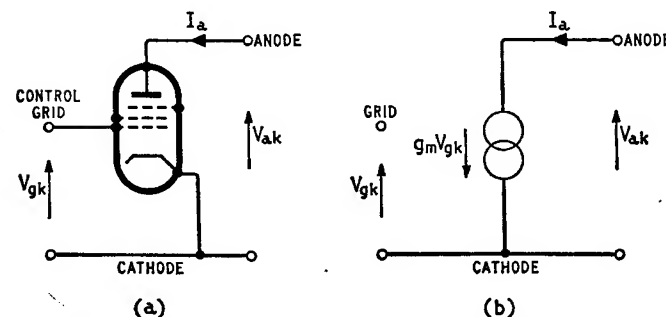 Ia
ANODE
CONTROL
GRID
Vak
Vgk
CATHODE
(a)
Ia
ANODE
GRID
gmVgk
Vak
Vgk
CATHODE
(b)